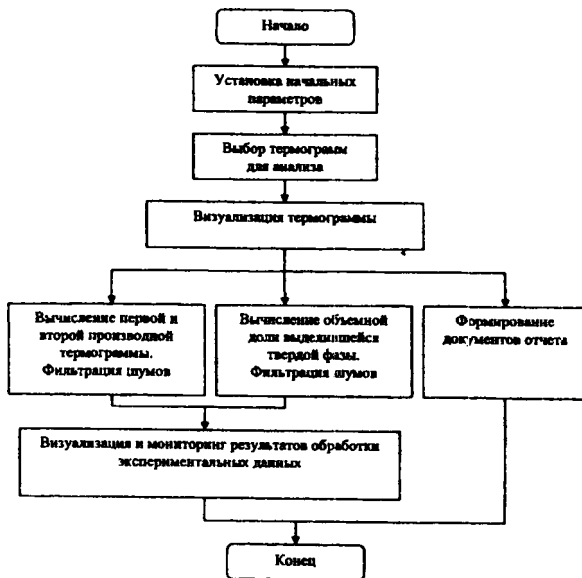 Начало
Установка начальных
параметров
Выбор термограмм
для анализа
Визуализация термограммы
Вычисление первой и
второй производной
термограммы.
Фильтрация шумов
Вычисление объемной
доли выделившейся
твердой фазы.
Фильтрация шумов
Формирование
документов отчета
Визуализация и мониторинг результатов обработки
экспериментальных данных
Конец